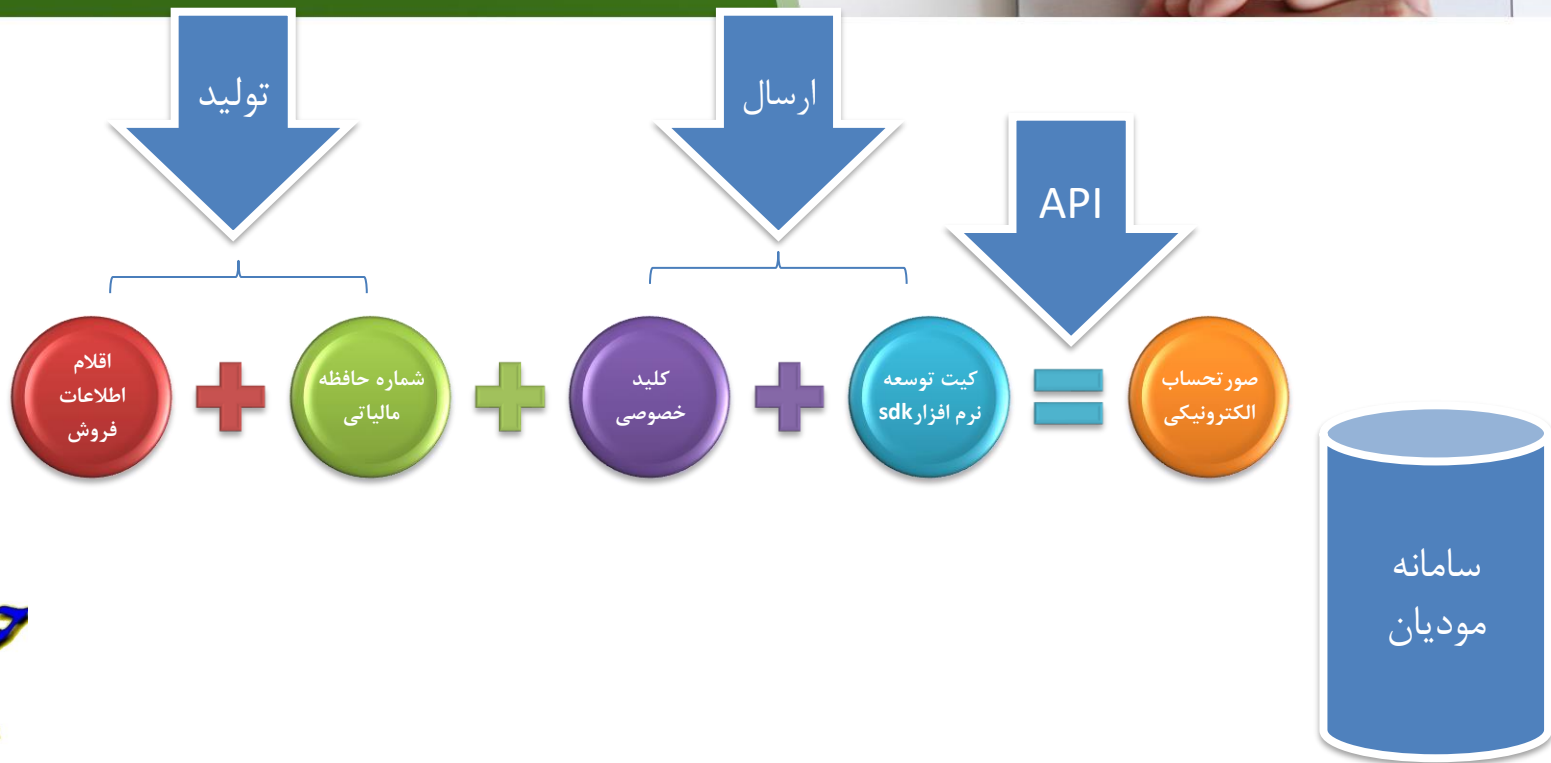 تولید
ارسال
API
اقلام
اطلاعات
فروش
شماره حافظه
مالیاتی
کلید
خصوصی
کیت توسعه
نرم افزارsdk
صورتحساب
الکترونیکی
سامانه
مودیان